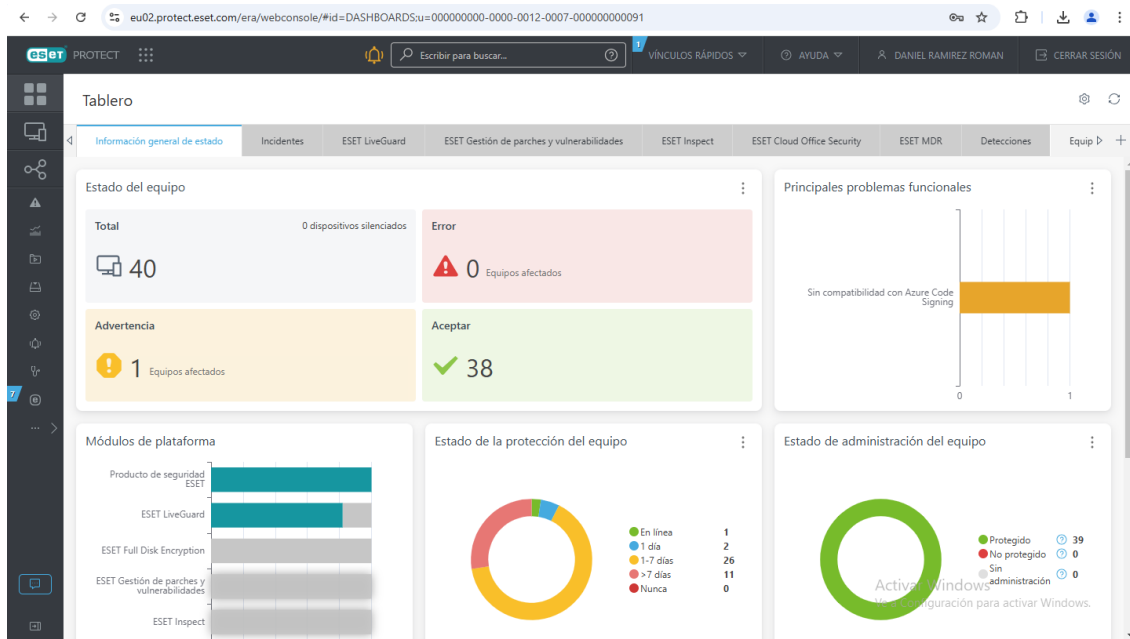 eu02.protect.eset.com/era/webconsole/#id=DASHBOARDS;u=000000000-0000-0012-0007-000000000091
eset PROTECT
Escribir para buscar...
1
VÍNCULOS RÁPIDOS
AYUDA
DANIEL RAMIREZ ROMAN
CERRAR SESIÓN
Tablero
Información general de estado
Incidentes
ESET LiveGuard
ESET Gestión de parches y vulnerabilidades
ESET Inspect
ESET Cloud Office Security
ESET MDR
Detecciones
Equip
7
Estado del equipo
Total
0 dispositivos silenciados
40
Error
0 Equipos afectados
Advertencia
1 Equipos afectados
Aceptar
38
Principales problemas funcionales
Sin compatibilidad con Azure Code
Signing
0
1
Módulos de plataforma
Producto de seguridad
ESET
ESET LiveGuard
ESET Full Disk Encryption
ESET Gestión de parches y
vulnerabilidades
ESET Inspect
Estado de la protección del equipo
En línea 1
1 día 2
1-7 días 26
>7 días 11
Nunca 0
Estado de administración del equipo
Protegido 39
No protegido 0
Sin
administración 0
Activar Windows
Ve a Configuración para activar Windows.